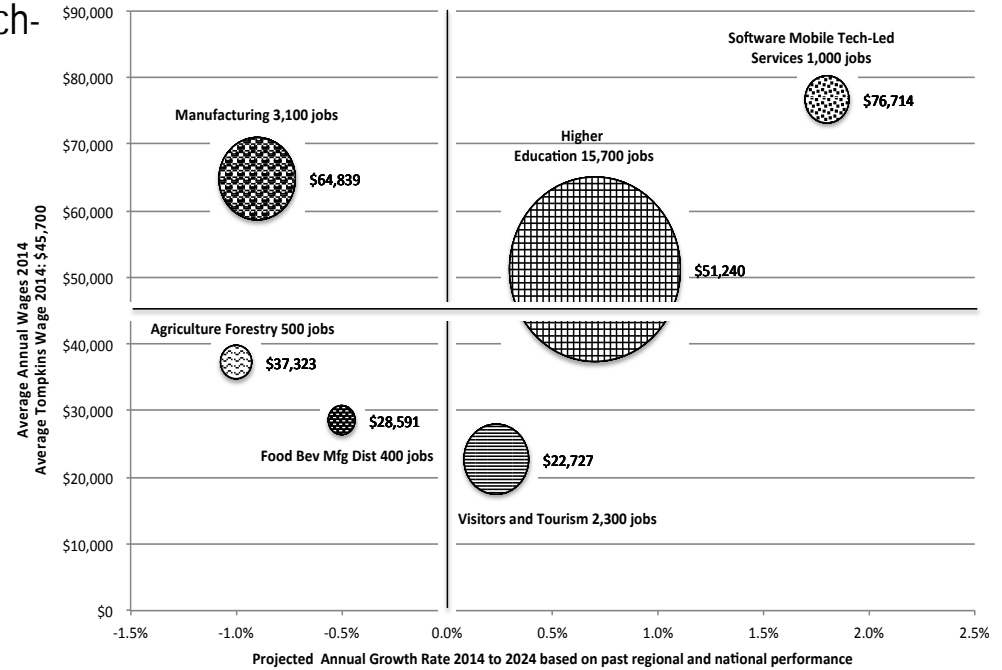 ch-
$90,000
$80,000
$70,000
$60,000
$50,000
$40,000
$30,000
$20,000
$10,000
$0
Average Annual Wages 2014
Average Tompkins Wage 2014: $45,700
Software Mobile Tech-Led
Services 1,000 jobs
$76,714
Manufacturing 3,100 jobs
$64,839
Higher
Education 15,700 jobs
$51,240
Agriculture Forestry 500 jobs
$37,323
$28,591
Food Bev Mfg Dist 400 jobs
$22,727
Visitors and Tourism 2,300 jobs
-1.5% -1.0% -0.5% 0.0% 0.5% 1.0% 1.5% 2.0% 2.5%
Projected Annual Growth Rate 2014 to 2024 based on past regional and national performance